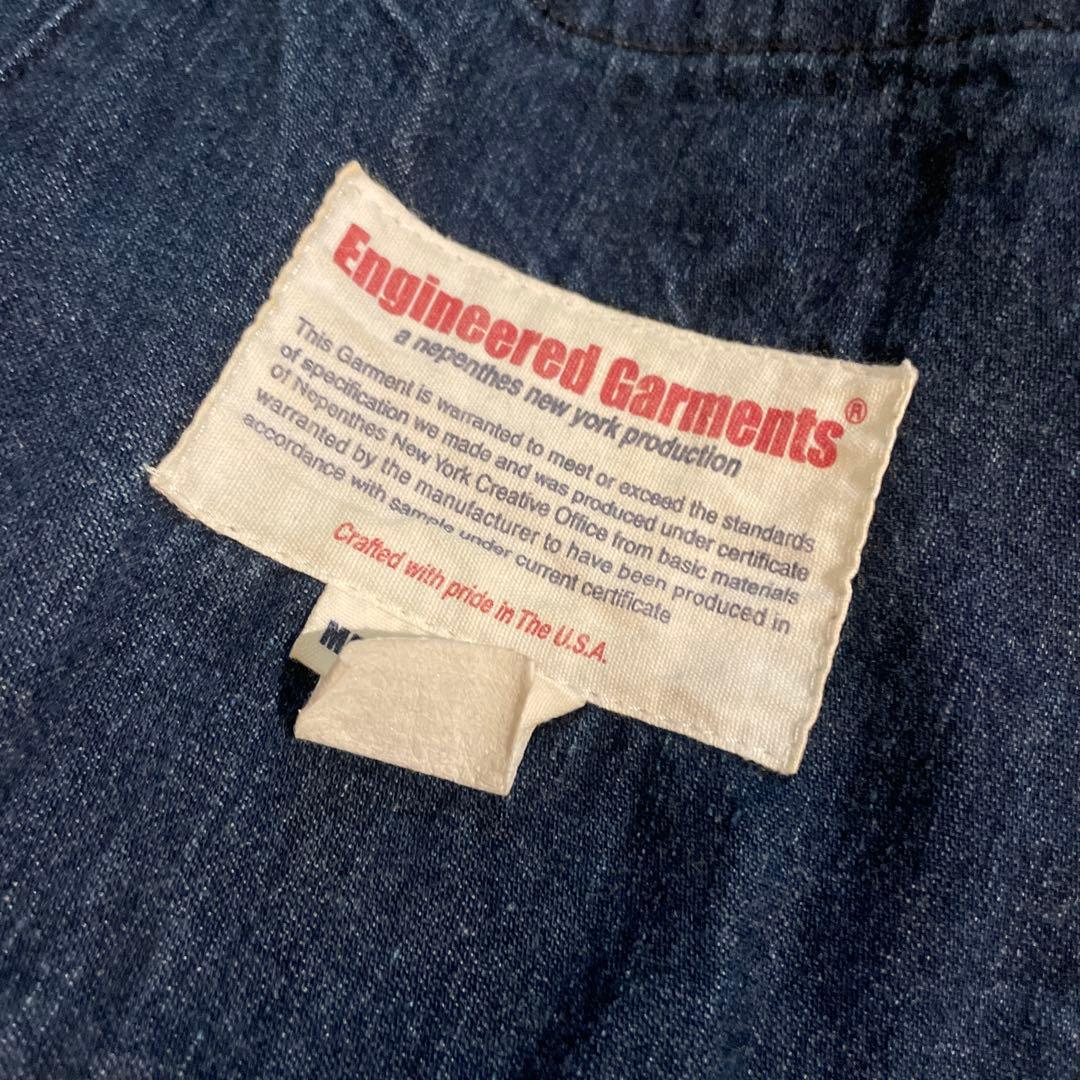 Engineered Garments®
a nepenthes new york production
This Garment is warranted to meet or exceed the standards
of specification we made and was produced under certificate
of Nepenthes New York Creative Office from basic materials
warranted by the manufacturer to have been produced in
accordance with sample under current certificate
Crafted with pride in The U.S.A.